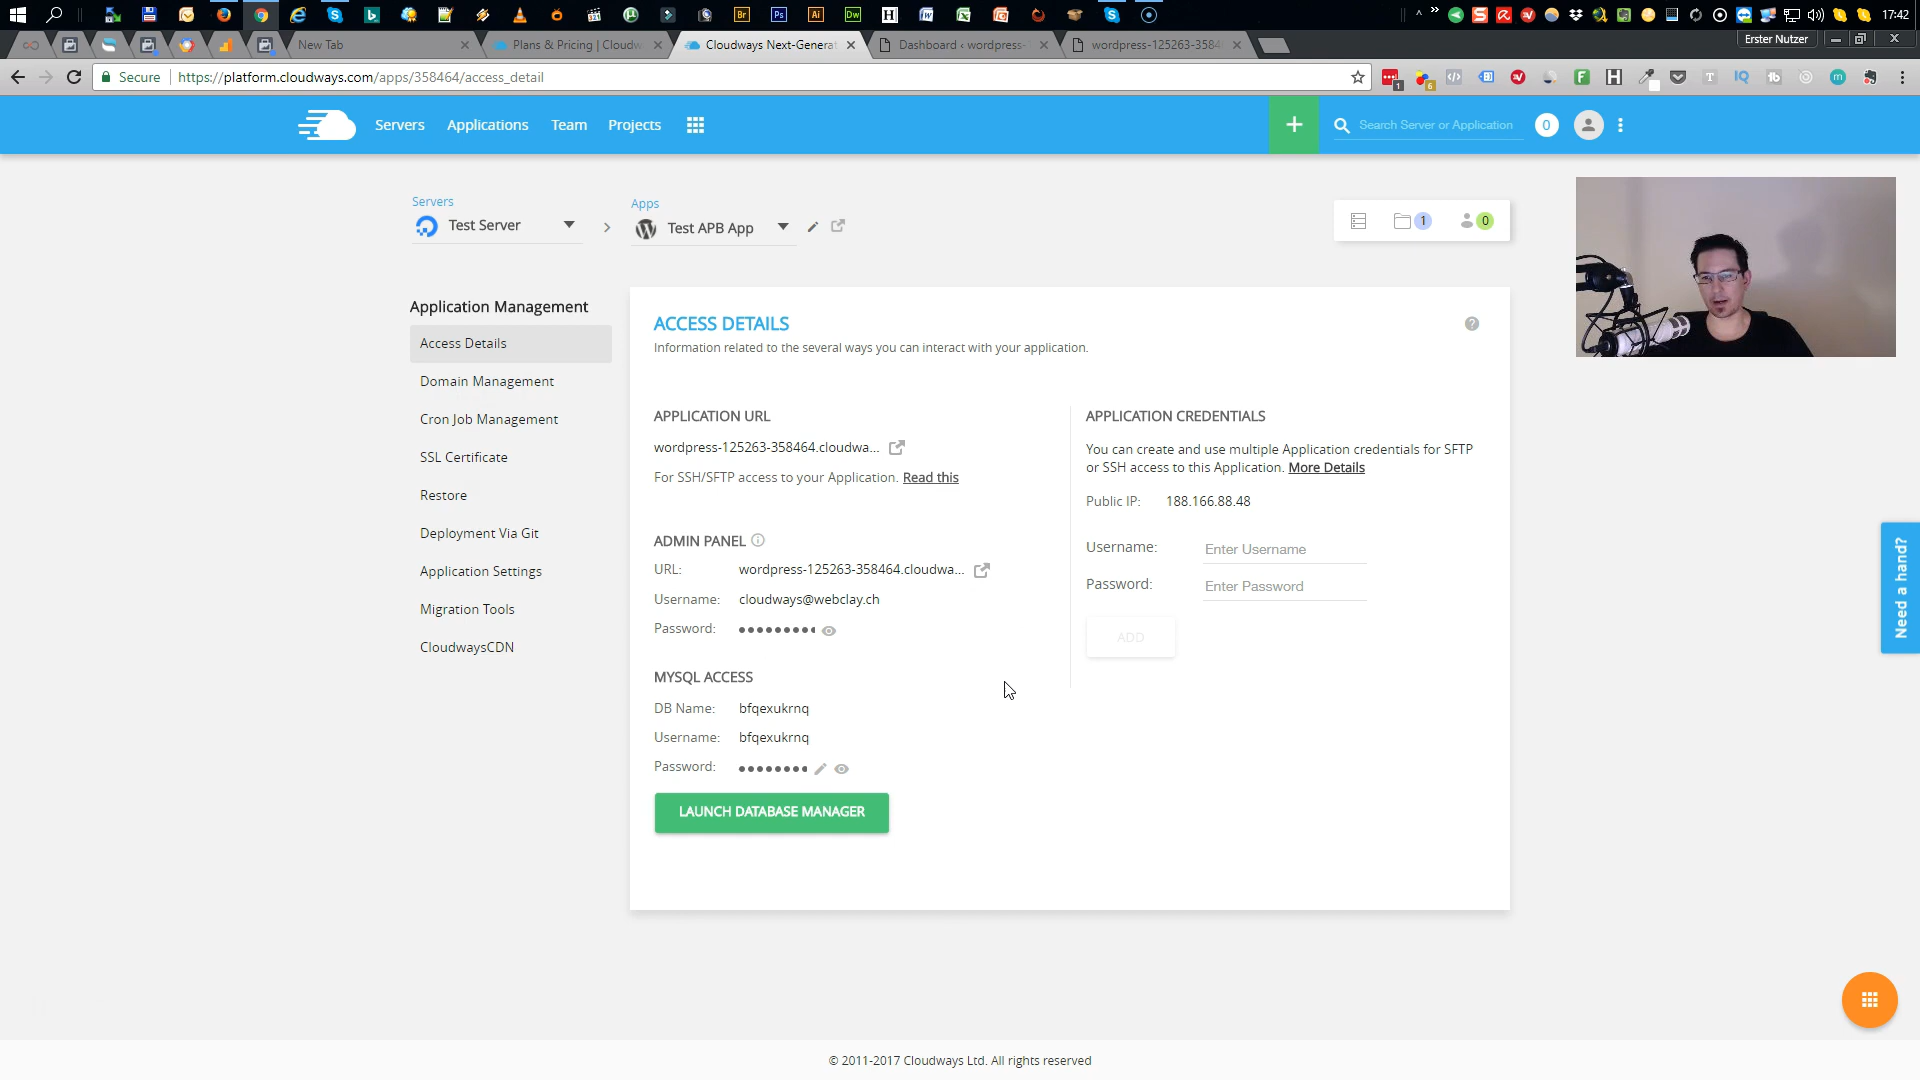 17:42
New Tab
Plans & Pricing | Cloudw
Cloudways Next-Generat
Dashboard ‹ wordpress-
wordpress-125263-3584
Erster Nutzer
Secure
https://platform.cloudways.com/apps/358464/access_detail
Servers
Applications
Team
Projects
+
Search Server or Application
0
Servers
Test Server
Apps
Test APB App
1
0
Application Management
Access Details
Domain Management
Cron Job Management
SSL Certificate
Restore
Deployment Via Git
Application Settings
Migration Tools
CloudwaysCDN
ACCESS DETAILS
Information related to the several ways you can interact with your application.
APPLICATION URL
wordpress-125263-358464.cloudwa...
For SSH/SFTP access to your Application. Read this
ADMIN PANEL
URL: wordpress-125263-358464.cloudwa...
Username: cloudways@webclay.ch
Password: •••••••••
MYSQL ACCESS
DB Name: bfqexukrnq
Username: bfqexukrnq
Password: ••••••••
LAUNCH DATABASE MANAGER
APPLICATION CREDENTIALS
You can create and use multiple Application credentials for SFTP
or SSH access to this Application. More Details
Public IP: 188.166.88.48
Username: Enter Username
Password: Enter Password
ADD
Need a hand?
© 2011-2017 Cloudways Ltd. All rights reserved